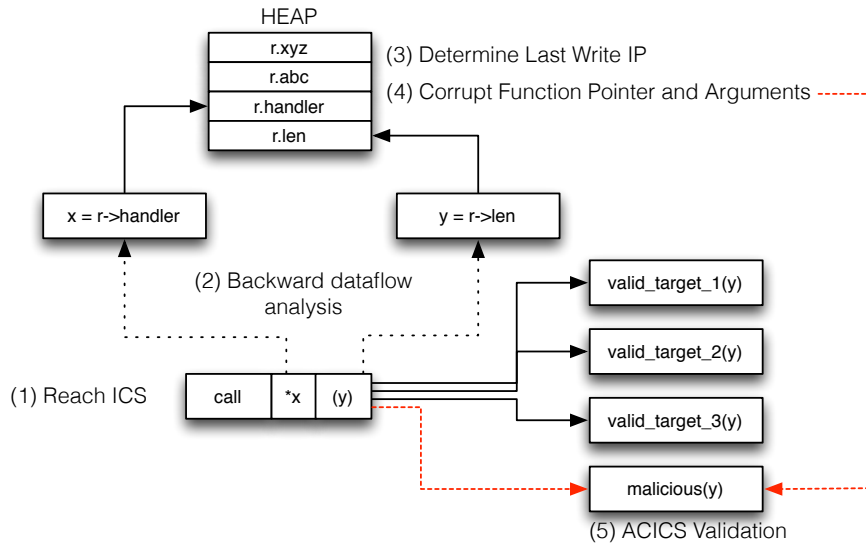 HEAP
r.xyz
(3) Determine Last Write IP
r.abc
(4) Corrupt Function Pointer and Arguments
r.handler
r.len
x = r->handler
y = r->len
(2) Backward dataflow
analysis
valid_target_1(y)
valid_target_2(y)
(1) Reach ICS
call
*x
(y)
valid_target_3(y)
malicious(y)
(5) ACICS Validation